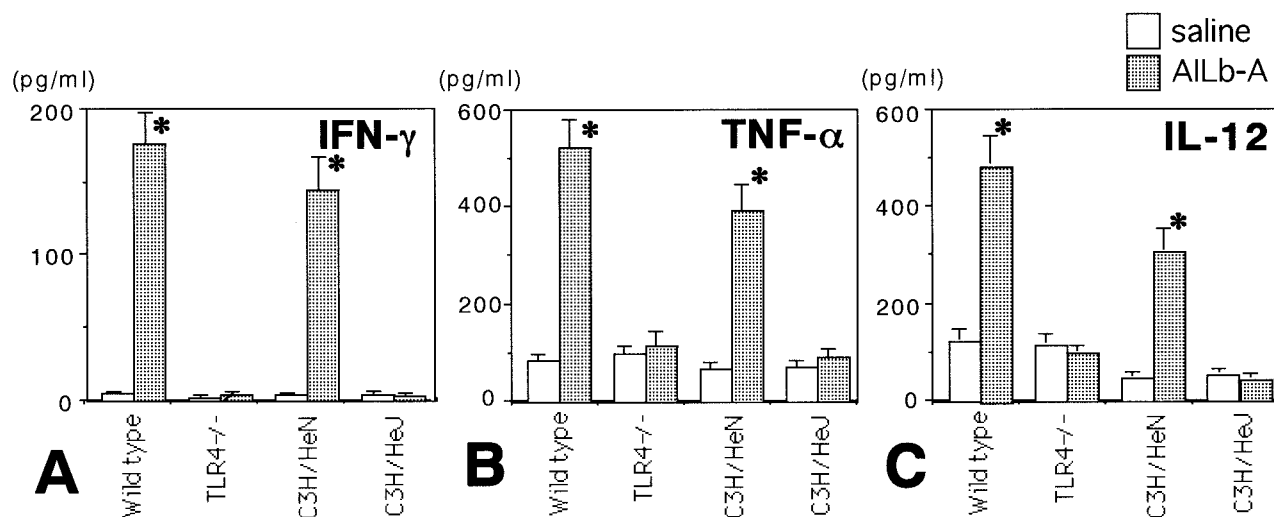 saline
AILb-A
(pg/ml)
IFN-γ
200
100
0
Wild type
TLR4-/-
C3H/HeN
C3H/HeJ
A
(pg/ml)
TNF-α
600
400
200
0
Wild type
TLR4-/-
C3H/HeN
C3H/HeJ
B
(pg/ml)
IL-12
600
400
200
0
Wild type
TLR4-/-
C3H/HeN
C3H/HeJ
C
*
*
*
*
*
*